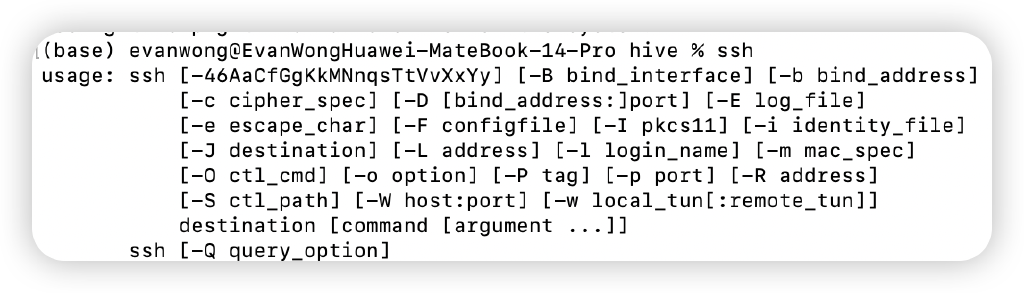 (base) evanwong@EvanWongHuawei-MateBook-14-Pro hive % ssh
usage: ssh [-46AaCfGgKkMNnqsTtVvXxYy] [-B bind_interface] [-b bind_address]
           [-c cipher_spec] [-D [bind_address:]port] [-E log_file]
           [-e escape_char] [-F configfile] [-I pkcs11] [-i identity_file]
           [-J destination] [-L address] [-l login_name] [-m mac_spec]
           [-O ctl_cmd] [-o option] [-P tag] [-p port] [-R address]
           [-S ctl_path] [-W host:port] [-w local_tun[:remote_tun]]
           destination [command [argument ...]]
       ssh [-Q query_option]